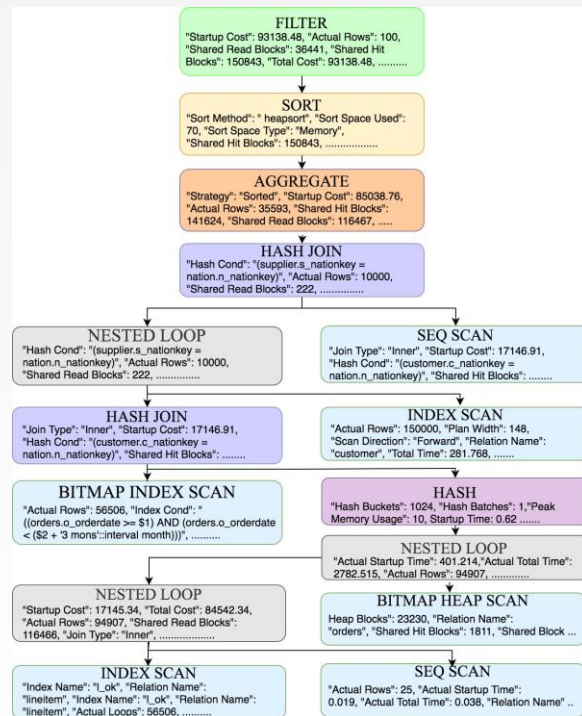 FILTER
"Startup Cost": 93138.48, "Actual Rows": 100,
"Shared Read Blocks": 36441, "Shared Hit
Blocks": 150843, "Total Cost": 93138.48, ..........
SORT
"Sort Method": " heapsort", "Sort Space Used":
70, "Sort Space Type": "Memory",
"Shared Hit Blocks": 150843, ..................
AGGREGATE
"Strategy": "Sorted", "Startup Cost": 85038.76,
"Actual Rows": 35593, "Shared Hit Blocks":
141624, "Shared Read Blocks": 116467, .....
HASH JOIN
"Hash Cond": "(supplier.s_nationkey =
nation.n_nationkey)", "Actual Rows": 10000,
"Shared Read Blocks": 222, ...............
NESTED LOOP
"Hash Cond": "(supplier.s_nationkey =
nation.n_nationkey)", "Actual Rows": 10000,
"Shared Read Blocks": 222, ...............
SEQ SCAN
"Join Type": "Inner", "Startup Cost": 17146.91,
"Hash Cond": "(customer.c_nationkey =
nation.n_nationkey)", "Shared Hit Blocks": ........
HASH JOIN
"Join Type": "Inner", "Startup Cost": 17146.91,
"Hash Cond": "(customer.c_nationkey =
nation.n_nationkey)", "Shared Hit Blocks": ........
INDEX SCAN
"Actual Rows": 150000, "Plan Width": 148,
"Scan Direction": "Forward", "Relation Name":
"customer", "Total Time": 281.768, .......
BITMAP INDEX SCAN
"Actual Rows": 56506, "Index Cond": "
((orders.o_orderdate >= $1) AND (orders.o_orderdate
< ($2 + '3 mons'::interval month)))", ..........
HASH
"Hash Buckets": 1024, "Hash Batches": 1,"Peak
Memory Usage": 10, Startup Time: 0.62 .......
NESTED LOOP
"Actual Startup Time": 401.214,"Actual Total Time":
2782.515, "Actual Rows": 94907, ............
NESTED LOOP
"Startup Cost": 17145.34, "Total Cost": 84542.34,
"Actual Rows": 94907, "Shared Read Blocks":
116466, "Join Type": "Inner", ...........
BITMAP HEAP SCAN
Heap Blocks": 23230, "Relation Name":
"orders", "Shared Hit Blocks": 1811, "Shared Block ...
INDEX SCAN
"Index Name": "l_ok", "Relation Name":
"lineitem", "Index Name": "l_ok", "Relation Name":
"lineitem", "Actual Loops": 56506, ..........
SEQ SCAN
"Actual Rows": 25, "Actual Startup Time":
0.019, "Actual Total Time": 0.038, "Relation Name" ..